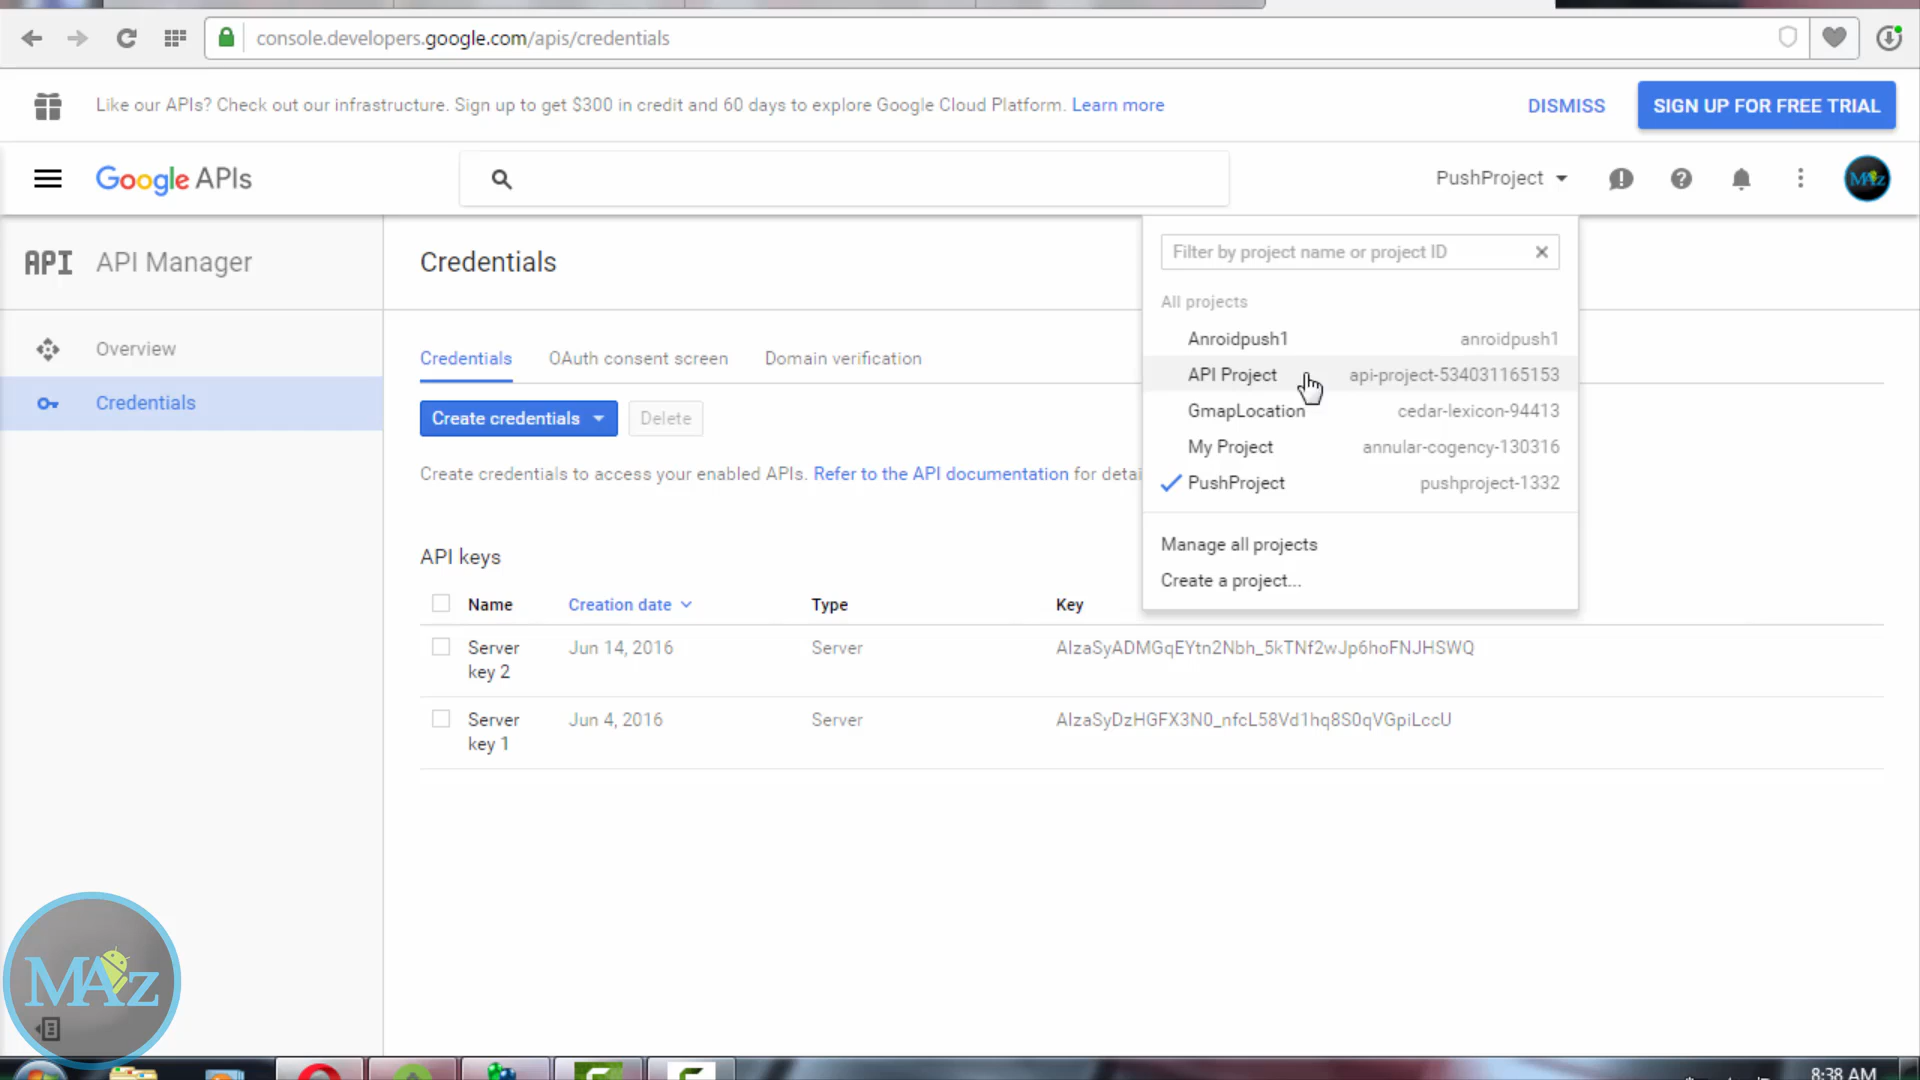 console.developers.google.com/apis/credentials
Like our APIs? Check out our infrastructure. Sign up to get $300 in credit and 60 days to explore Google Cloud Platform. Learn more
DISMISS
SIGN UP FOR FREE TRIAL
Google APIs
PushProject
MAz
API API Manager
Credentials
Filter by project name or project ID
All projects
Anroidpush1 anroidpush1
API Project api-project-534031165153
GmapLocation cedar-lexicon-94413
My Project annular-cogency-130316
PushProject pushproject-1332
Manage all projects
Create a project...
Overview
Credentials
Credentials OAuth consent screen Domain verification
Create credentials Delete
Create credentials to access your enabled APIs. Refer to the API documentation for detai
API keys
Name Creation date Type Key
Server key 2 Jun 14, 2016 Server AIzaSyADMGqEYtn2Nbh_5kTNf2wJp6hoFNJHSWQ
Server key 1 Jun 4, 2016 Server AIzaSyDzHGFX3N0_nfcL58Vd1hq8S0qVGpiLccU
MAz
8:38 AM